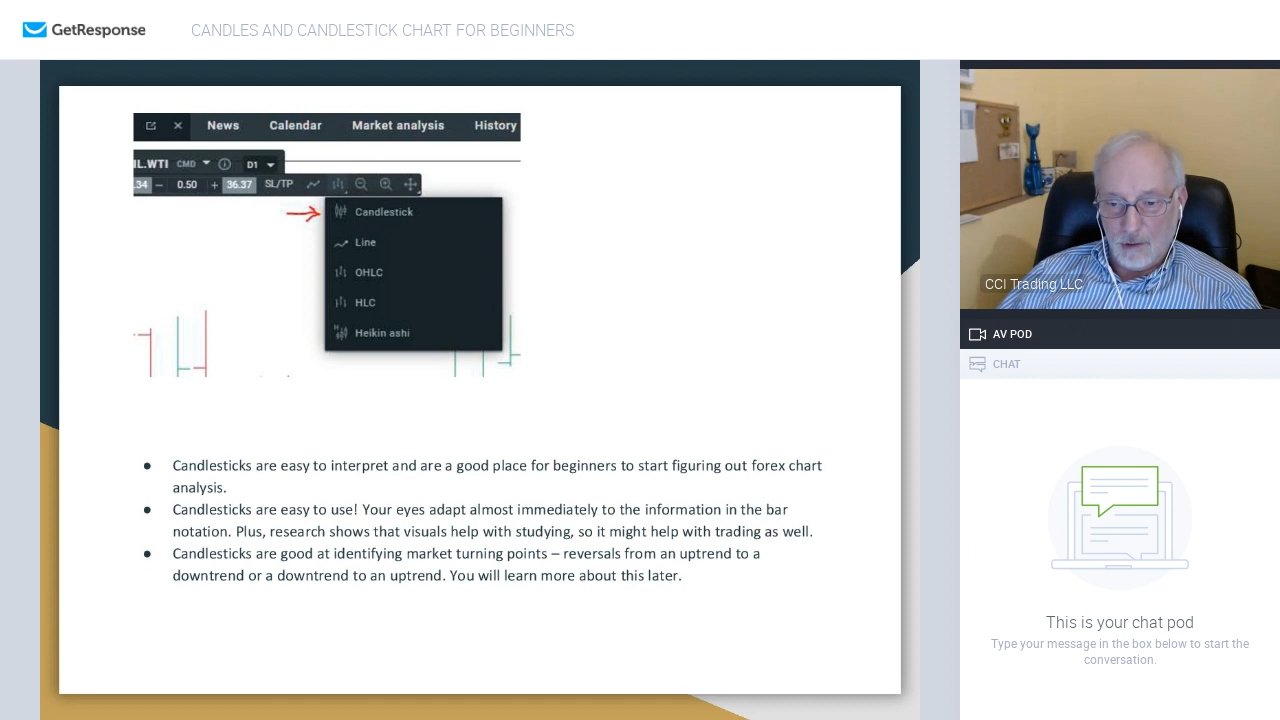 GetResponse
CANDLES AND CANDLESTICK CHART FOR BEGINNERS
News Calendar Market analysis History
IL.WTI CMD D1
.34 – 0.50 + 36.37 SL/TP
Candlestick
Line
OHLC
HLC
Heikin ashi
● Candlesticks are easy to interpret and are a good place for beginners to start figuring out forex chart
analysis.
● Candlesticks are easy to use! Your eyes adapt almost immediately to the information in the bar
notation. Plus, research shows that visuals help with studying, so it might help with trading as well.
● Candlesticks are good at identifying market turning points – reversals from an uptrend to a
downtrend or a downtrend to an uptrend. You will learn more about this later.
CCI Trading LLC
AV POD
CHAT
This is your chat pod
Type your message in the box below to start the
conversation.